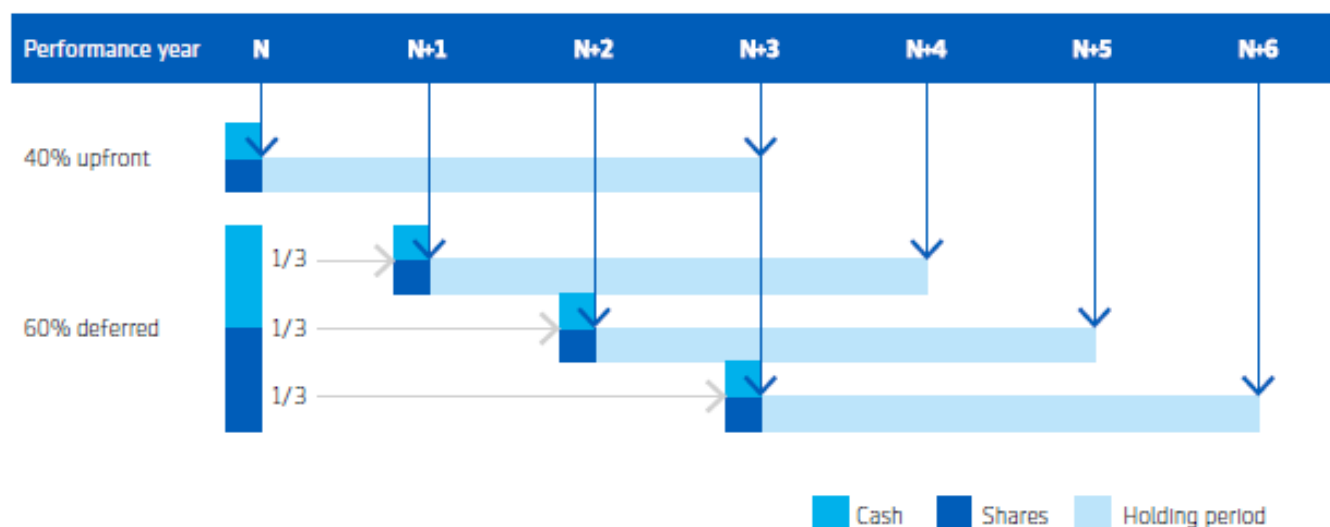 Performance year N N+1 N+2 N+3 N+4 N+5 N+6
40% upfront
1/3
60% deferred 1/3
1/3
Cash Shares Holding period